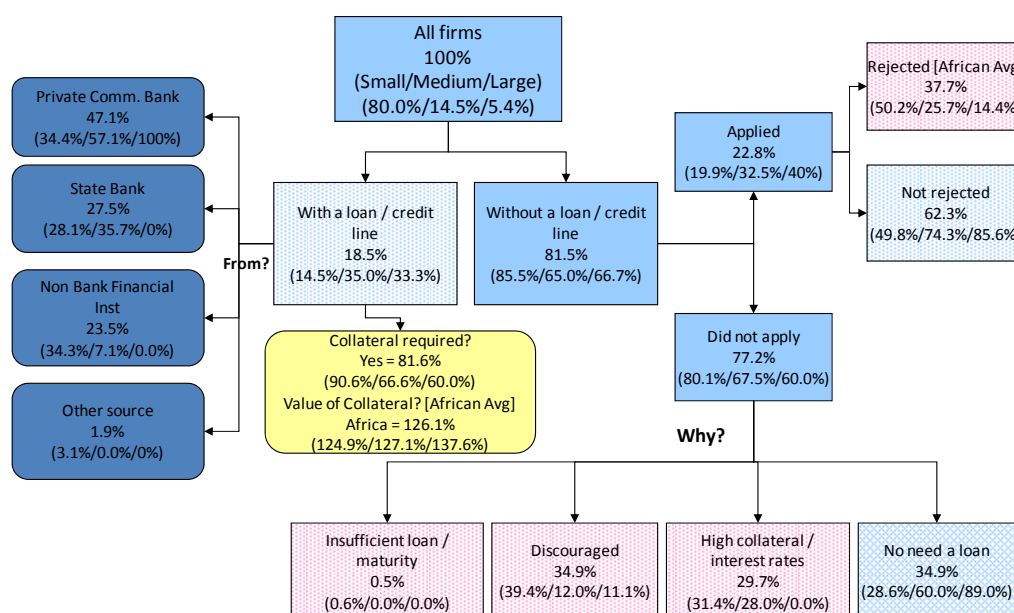 All firms
100%
(Small/Medium/Large)
(80.0%/14.5%/5.4%)
Private Comm. Bank
47.1%
(34.4%/57.1%/100%)
State Bank
27.5%
(28.1%/35.7%/0%)
Non Bank Financial
Inst
23.5%
(34.3%/7.1%/0.0%)
Other source
1.9%
(3.1%/0.0%/0%)
From?
With a loan / credit
line
18.5%
(14.5%/35.0%/33.3%)
Without a loan / credit
line
81.5%
(85.5%/65.0%/66.7%)
Collateral required?
Yes = 81.6%
(90.6%/66.6%/60.0%)
Value of Collateral? [African Avg]
Africa = 126.1%
(124.9%/127.1%/137.6%)
Applied
22.8%
(19.9%/32.5%/40%)
Rejected [African Avg
37.7%
(50.2%/25.7%/14.4%
Not rejected
62.3%
(49.8%/74.3%/85.6%
Did not apply
77.2%
(80.1%/67.5%/60.0%)
Why?
Insufficient loan /
maturity
0.5%
(0.6%/0.0%/0.0%)
Discouraged
34.9%
(39.4%/12.0%/11.1%)
High collateral /
interest rates
29.7%
(31.4%/28.0%/0.0%)
No need a loan
34.9%
(28.6%/60.0%/89.0%)